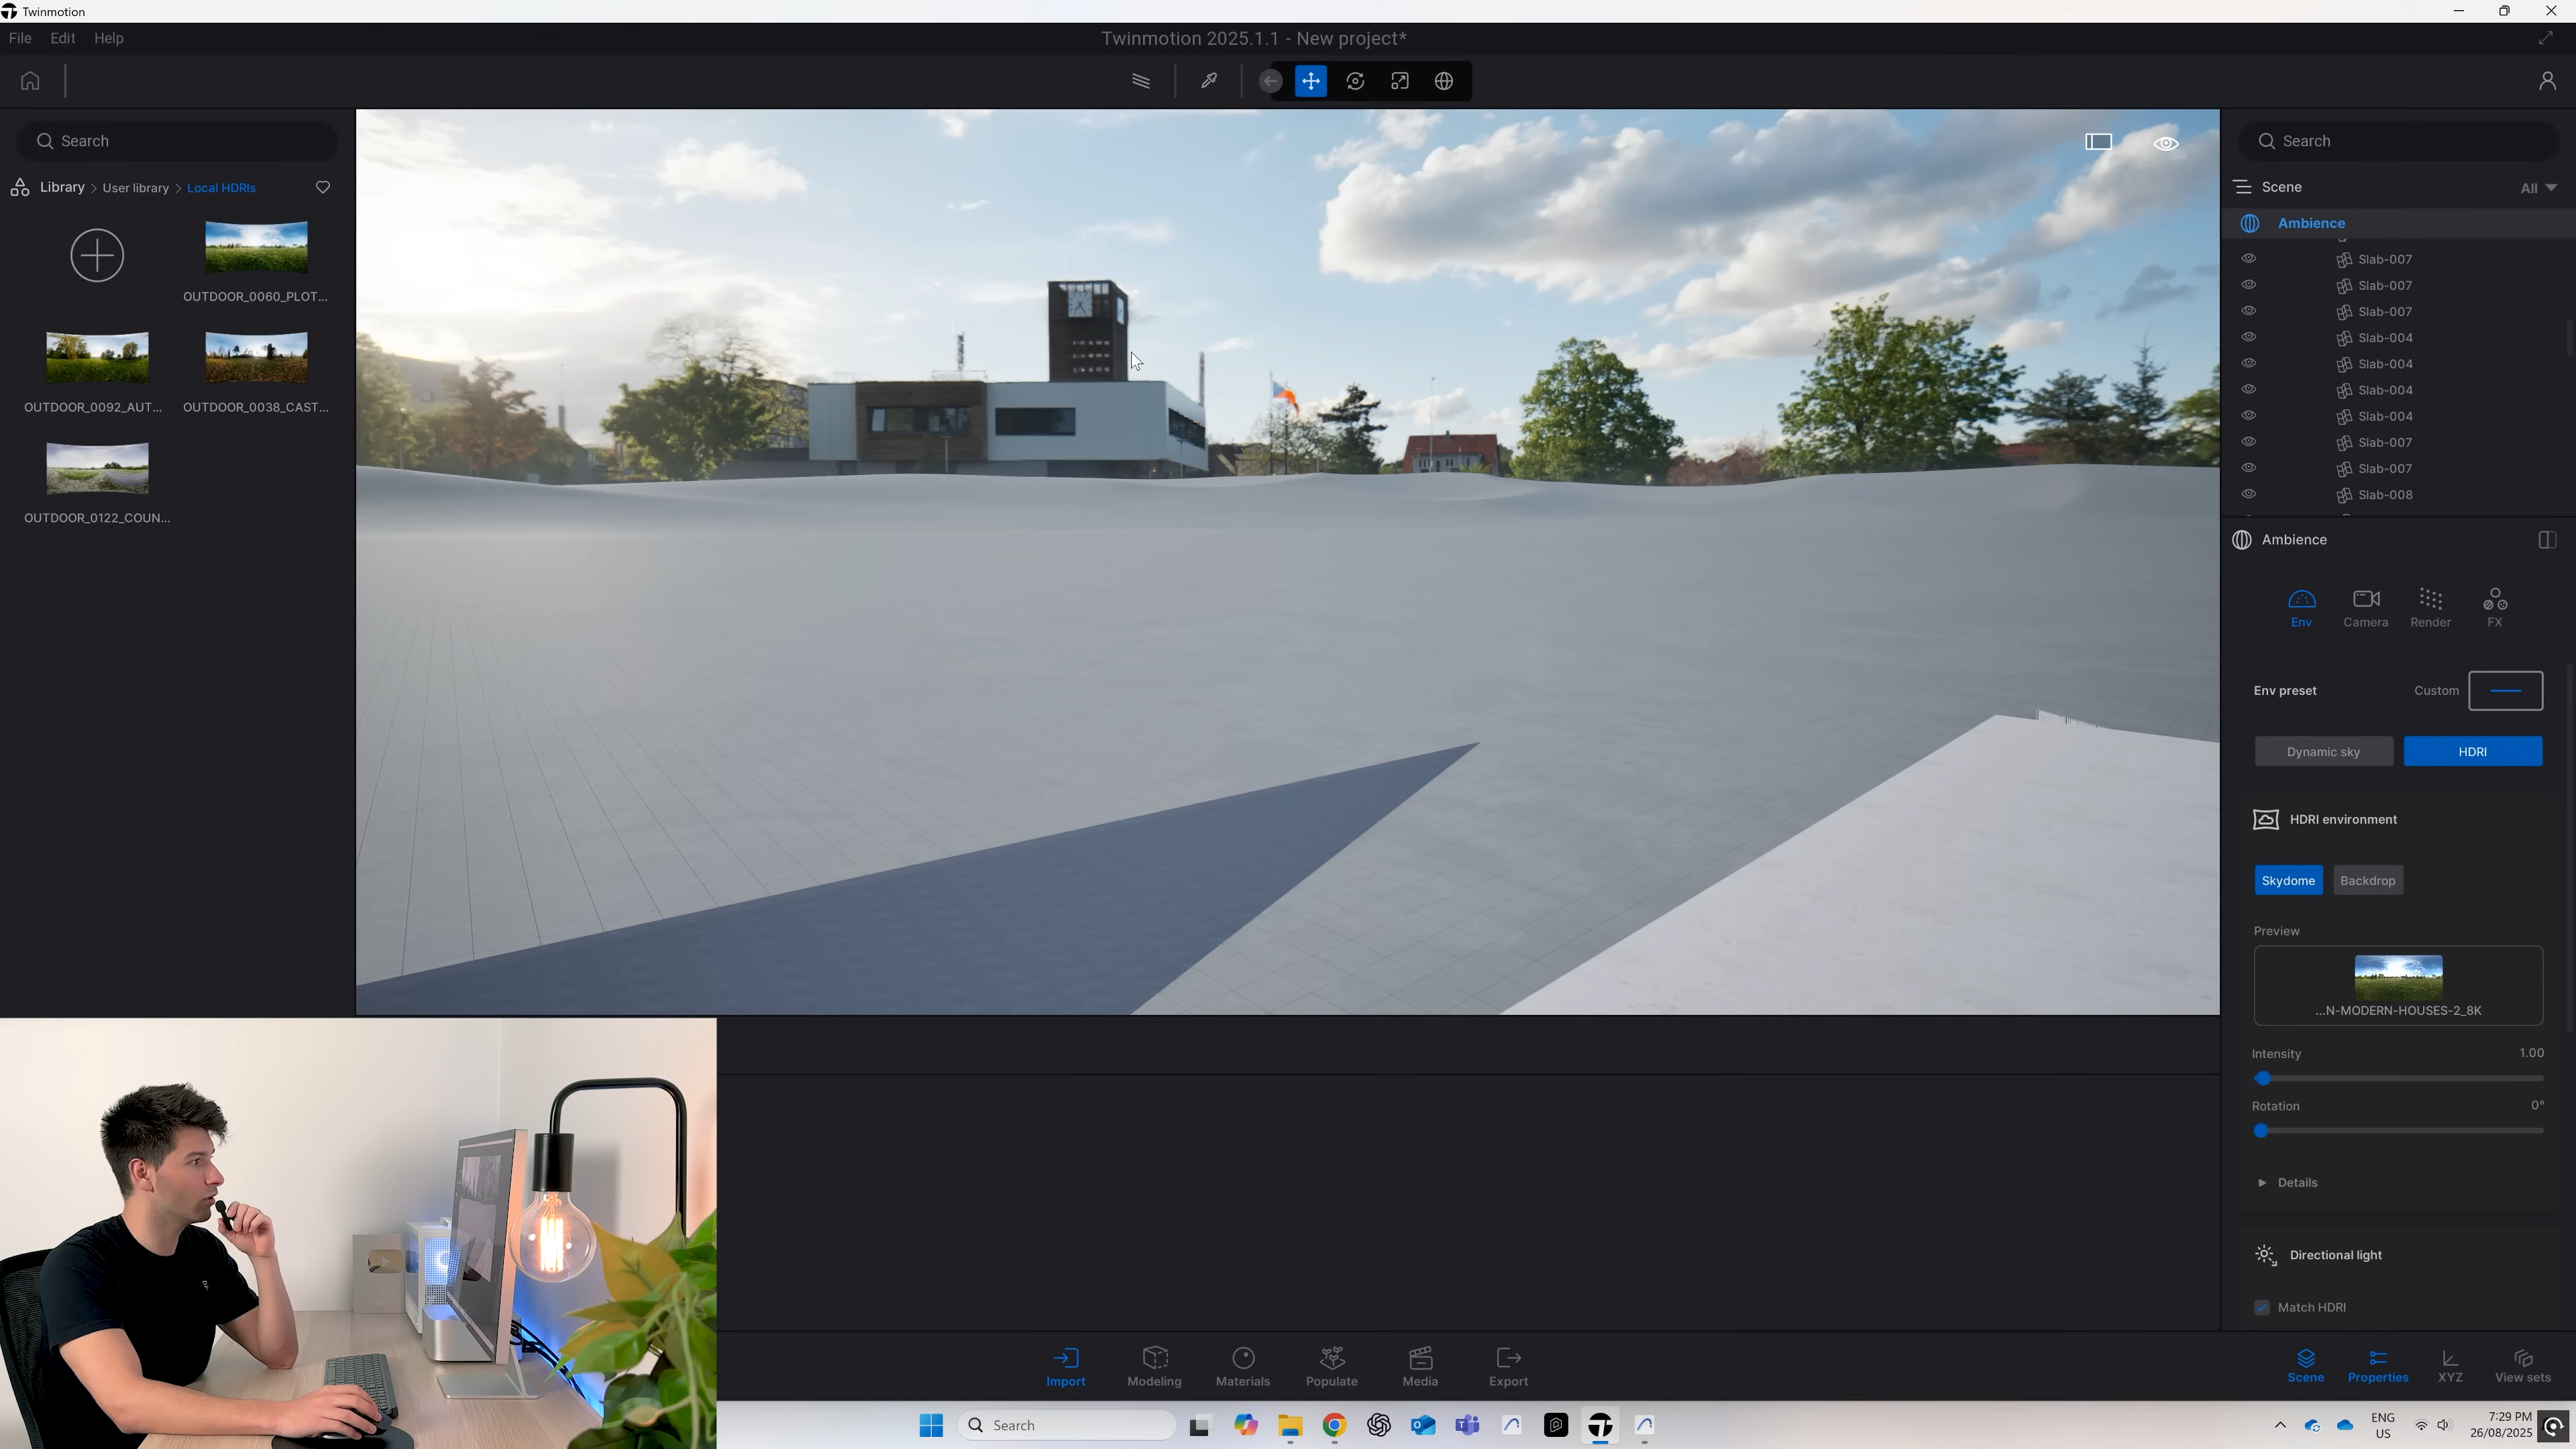 Twinmotion
File Edit Help
Twinmotion 2025.1.1 - New project*
Search
Library > User library > Local HDRIs
OUTDOOR_0060_PLOT...
OUTDOOR_0092_AUT...
OUTDOOR_0038_CAST...
OUTDOOR_0122_COUN...
Search
Scene
All
Ambience
Slab-007
Slab-007
Slab-007
Slab-004
Slab-004
Slab-004
Slab-004
Slab-007
Slab-007
Slab-008
Ambience
Env Camera Render FX
Env preset Custom
Dynamic sky HDRI
HDRI environment
Skydome Backdrop
Preview
...N-MODERN-HOUSES-2_8K
Intensity 1.00
Rotation 0°
Details
Directional light
Match HDRI
Import Modeling Materials Populate Media Export
Scene Properties XYZ View sets
Search
ENG
US
7:29 PM
26/08/2025